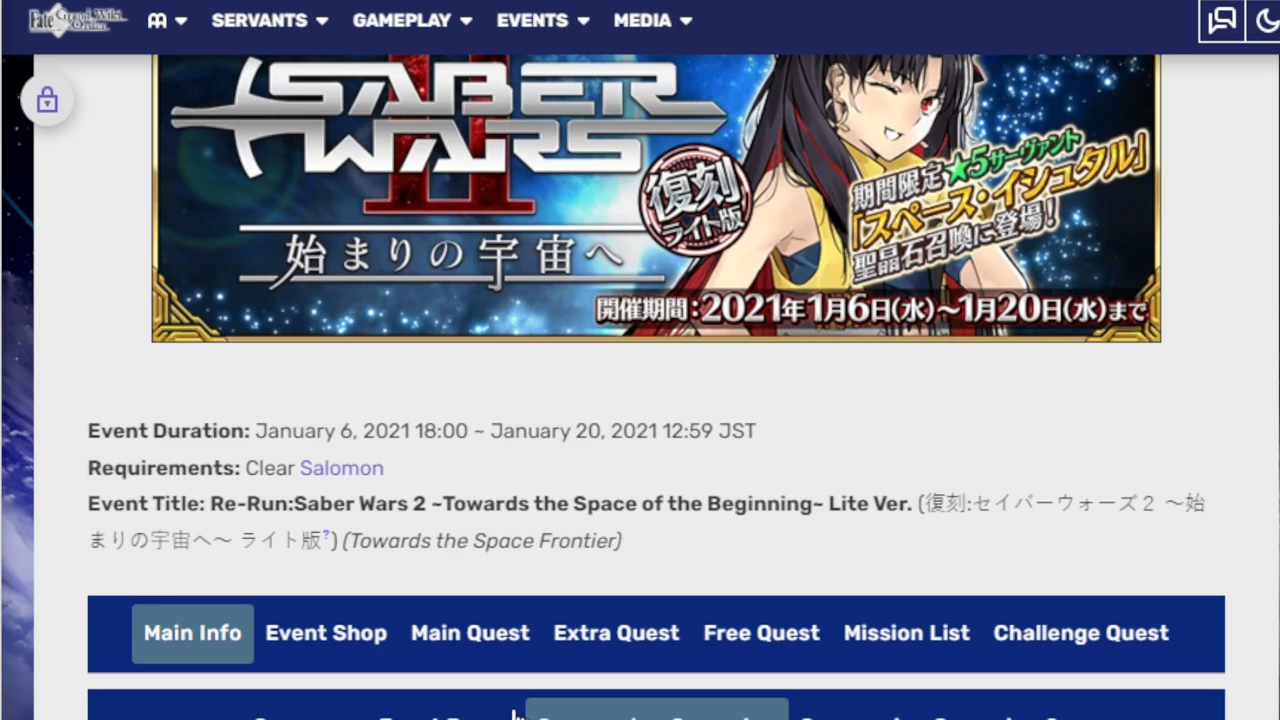 Fate Grand Order Wiki
SERVANTS
GAMEPLAY
EVENTS
MEDIA
SABER
WARS
II
復刻
ライト版
始まりの宇宙へ
期間限定★5サーヴァント
「スペース・イシュタル」
聖晶石召喚に登場！
開催期間：2021年1月6日(水)～1月20日(水)まで
Event Duration: January 6, 2021 18:00 ~ January 20, 2021 12:59 JST
Requirements: Clear Salomon
Event Title: Re-Run:Saber Wars 2 ~Towards the Space of the Beginning~ Lite Ver. (復刻:セイバーウォーズ２ ～始
まりの宇宙へ～ ライト版?) (Towards the Space Frontier)
Main Info
Event Shop
Main Quest
Extra Quest
Free Quest
Mission List
Challenge Quest